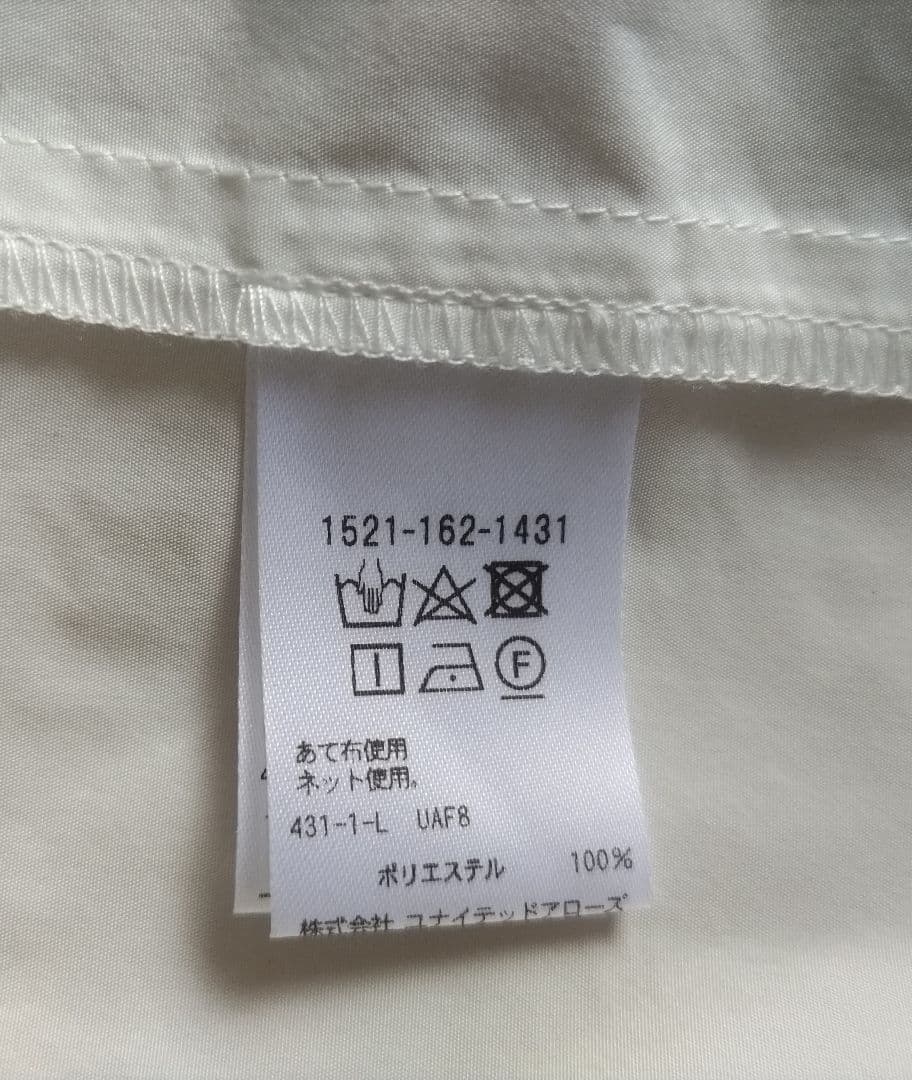 1521-162-1431
F
あて布使用
ネット使用。
431-1-L UAF8
ポリエステル 100%
株式会社 ユナイテッドアローズ